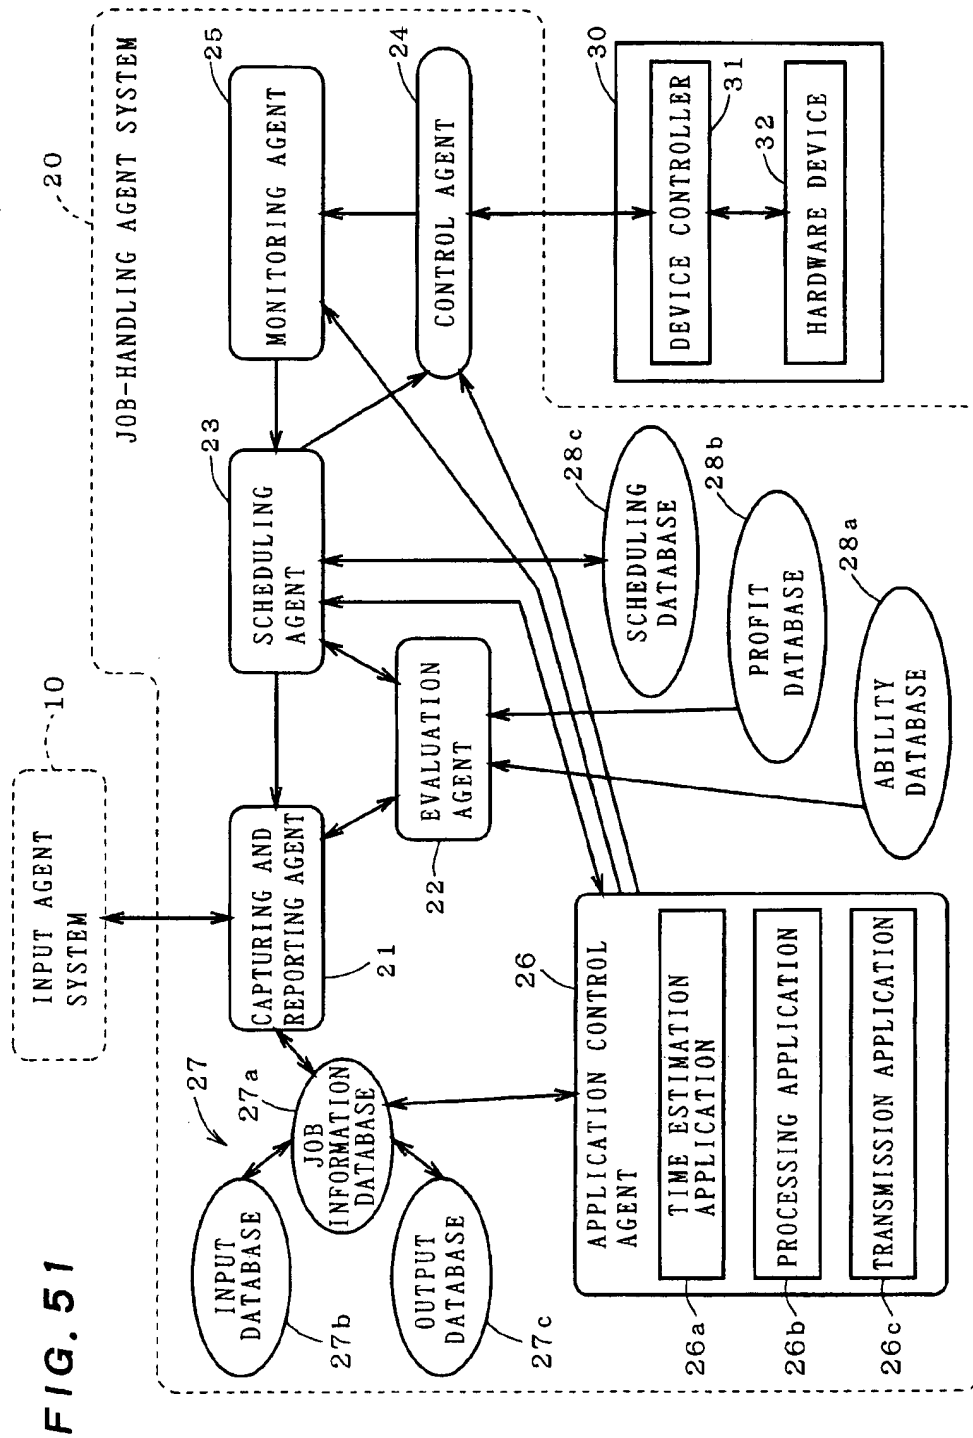 FIG. 51
INPUT AGENT
SYSTEM
10
20
JOB-HANDLING AGENT SYSTEM
27
INPUT
DATABASE
27b
27a
JOB
INFORMATION
DATABASE
OUTPUT
DATABASE
27c
CAPTURING AND
REPORTING AGENT
21
SCHEDULING
AGENT
23
MONITORING AGENT
25
EVALUATION
AGENT
22
CONTROL AGENT
24
APPLICATION CONTROL
AGENT
26
TIME ESTIMATION
APPLICATION
26a
PROCESSING APPLICATION
26b
TRANSMISSION APPLICATION
26c
SCHEDULING
DATABASE
28c
PROFIT
DATABASE
28b
ABILITY
DATABASE
28a
30
DEVICE CONTROLLER
31
HARDWARE DEVICE
32